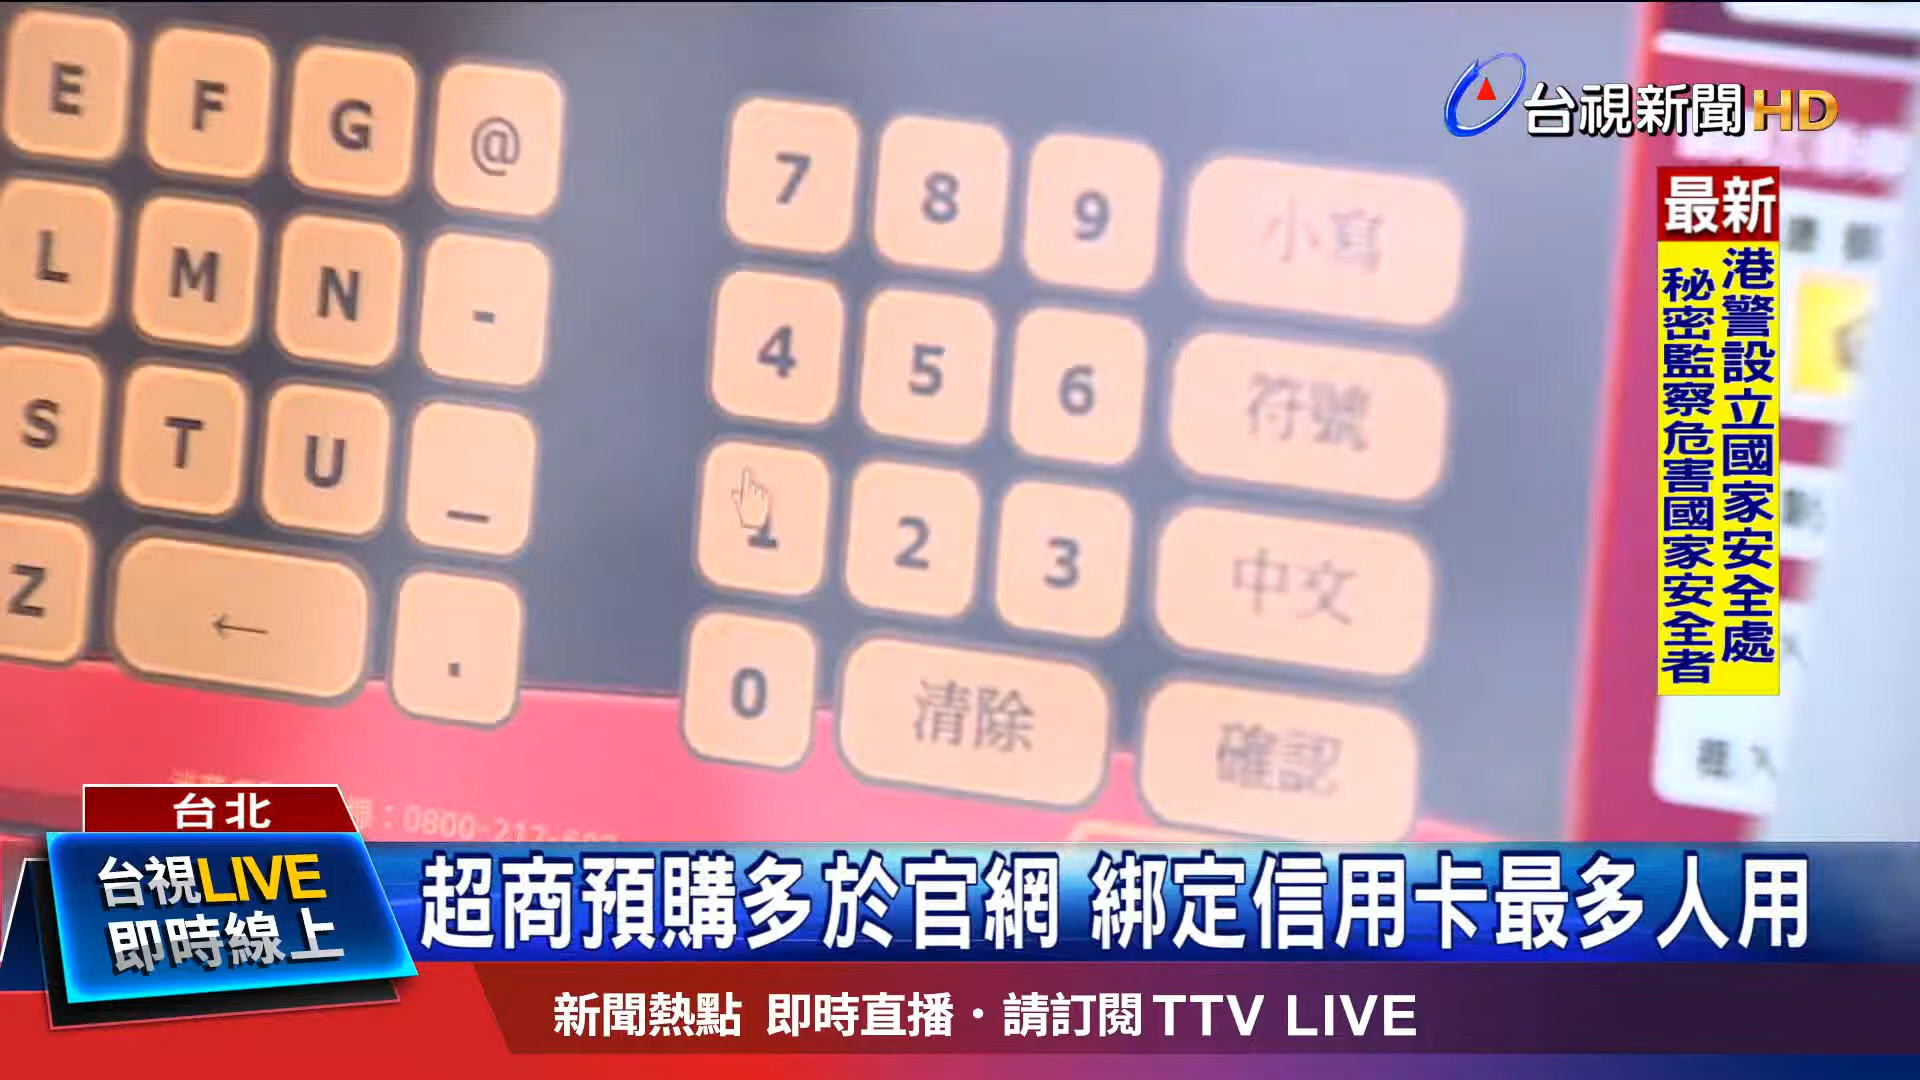 E F G @ 7 8 9 小寫
L M N - 4 5 6 符號
S T U _ 1 2 3 中文
Z ← . 0 清除 確認
台視新聞HD
最新
港警設立國家安全處
秘密監察危害國家安全者
台北
台視LIVE
即時線上
超商預購多於官網 綁定信用卡最多人用
新聞熱點 即時直播・請訂閱TTV LIVE